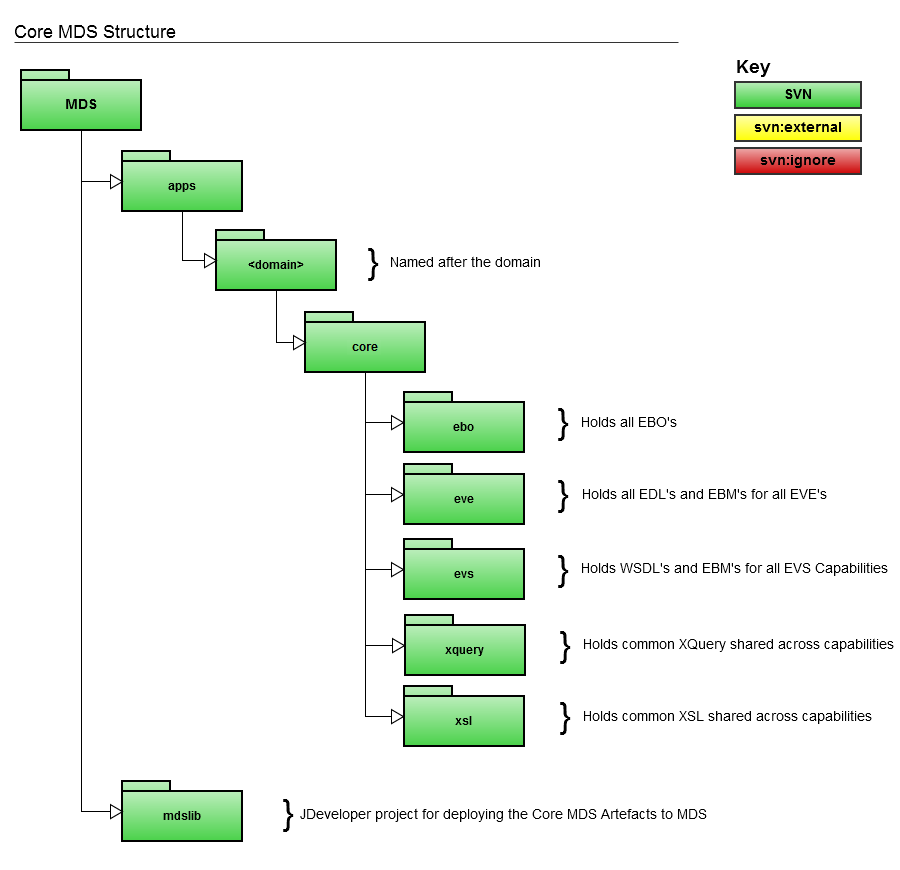 Core MDS Structure
Key
SVN
svn:external
svn:ignore
MDS
apps
<domain>
} Named after the domain
core
ebo
} Holds all EBO's
eve
} Holds all EDL's and EBM's for all EVE's
evs
} Holds WSDL's and EBM's for all EVS Capabilities
xquery
} Holds common XQuery shared across capabilities
xsl
} Holds common XSL shared across capabilities
mdslib
} JDeveloper project for deploying the Core MDS Artefacts to MDS